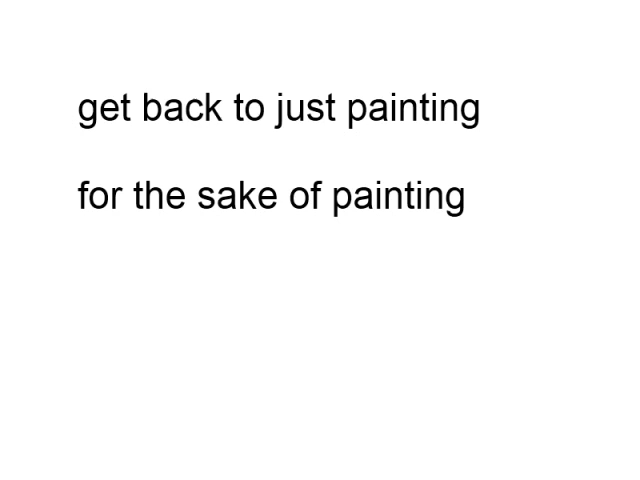 get back to just painting
for the sake of painting